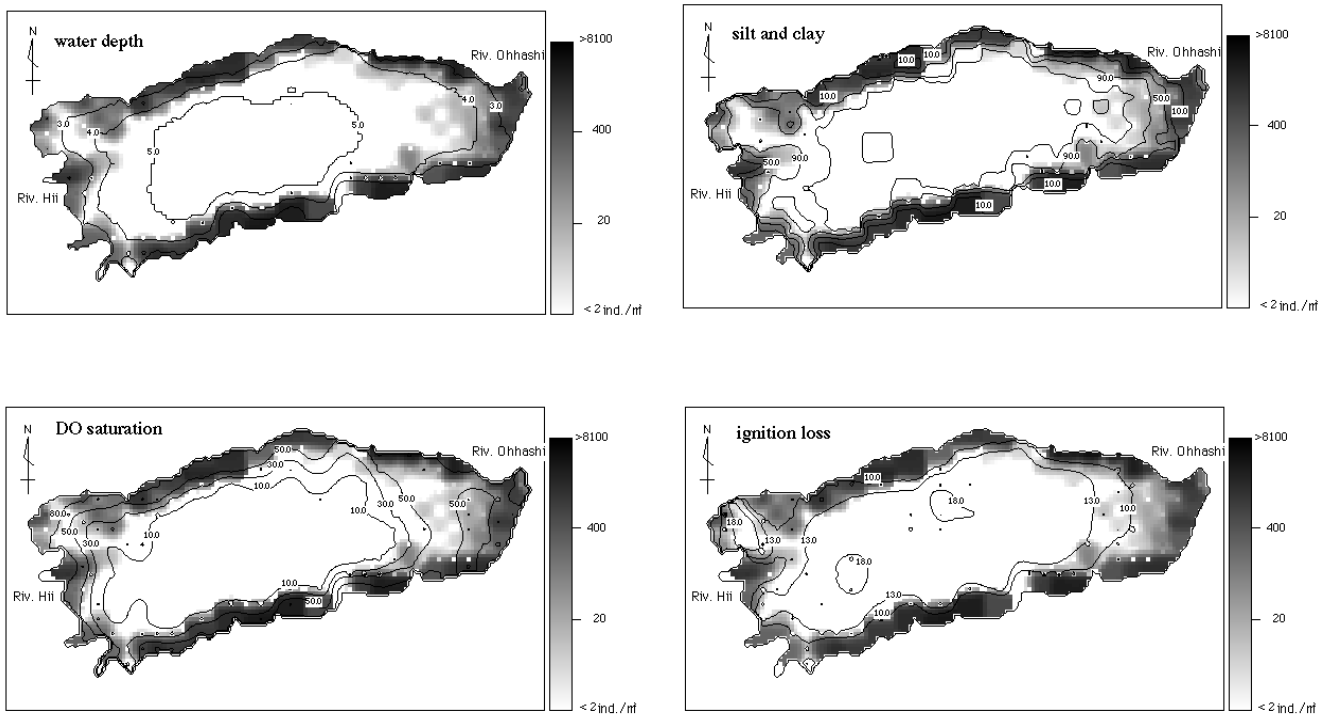 N
water depth
Riv. Ohhashi
Riv. Hii
3.0
4.0
5.0
5.0
4.0
3.0
>8100
400
20
<2 ind./㎡
N
silt and clay
Riv. Ohhashi
Riv. Hii
10.0
10.0
10.0
90.0
50.0
10.0
50.0
90.0
90.0
10.0
10.0
>8100
400
20
<2 ind./㎡
N
DO saturation
Riv. Ohhashi
Riv. Hii
50.0
30.0
10.0
80.0
50.0
30.0
10.0
10.0
30.0
50.0
50.0
10.0
50.0
>8100
400
20
<2 ind./㎡
N
ignition loss
Riv. Ohhashi
Riv. Hii
10.0
18.0
18.0
13.0
13.0
13.0
10.0
18.0
13.0
10.0
>8100
400
20
<2 ind./㎡